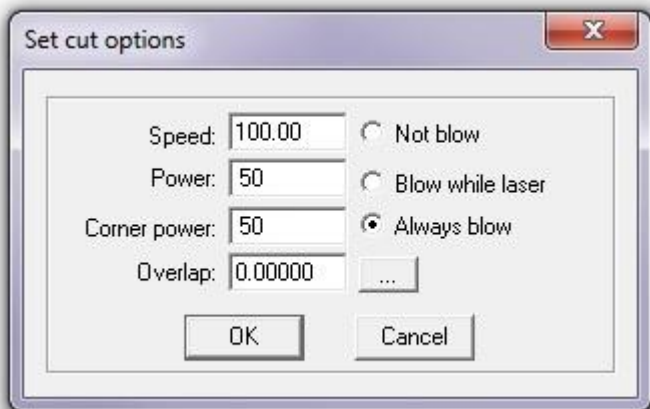 Set cut options
Speed: 100.00 Not blow
Power: 50 Blow while laser
Corner power: 50 Always blow
Overlap: 0.00000 ...
OK Cancel